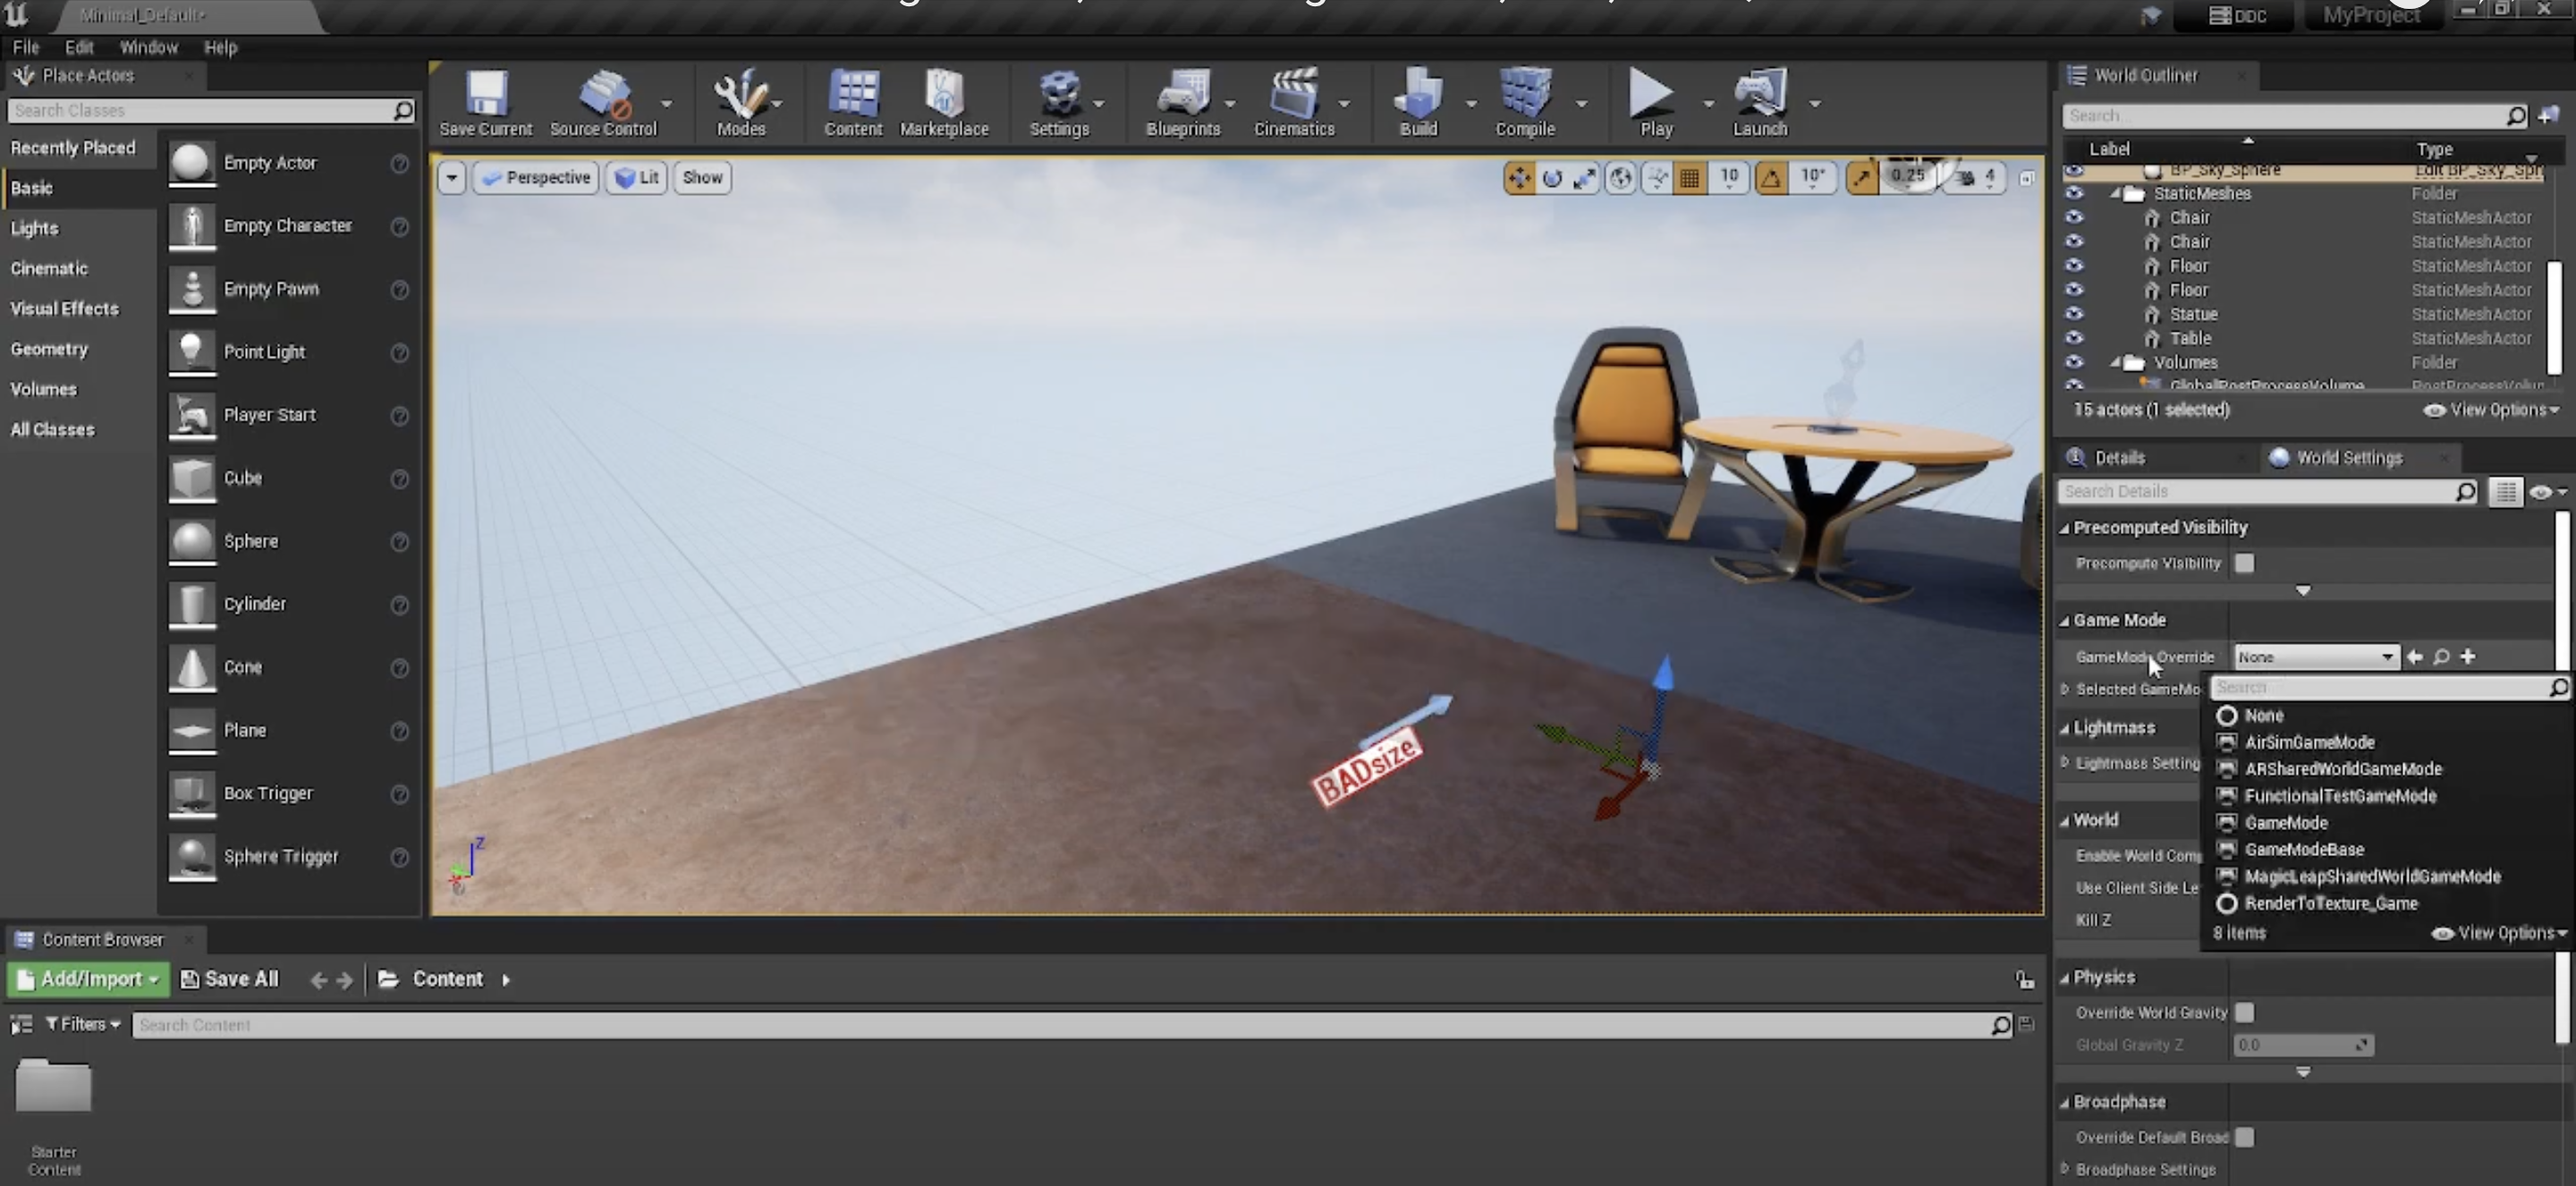 Minimal_Default*
DDC
MyProject
File Edit Window Help
Place Actors
Search Classes
Recently Placed
Basic
Lights
Cinematic
Visual Effects
Geometry
Volumes
All Classes
Empty Actor
Empty Character
Empty Pawn
Point Light
Player Start
Cube
Sphere
Cylinder
Cone
Plane
Box Trigger
Sphere Trigger
Save Current Source Control Modes Content Marketplace Settings Blueprints Cinematics Build Compile Play Launch
Perspective Lit Show
10 10° 0.25 4
BADsize
Z
World Outliner
Search...
Label Type
BP_Sky_Sphere Edit BP_Sky_Sph
StaticMeshes Folder
Chair StaticMeshActor
Chair StaticMeshActor
Floor StaticMeshActor
Floor StaticMeshActor
Statue StaticMeshActor
Table StaticMeshActor
Volumes Folder
GlobalPostProcessVolume PostProcessVolun
15 actors (1 selected) View Options
Details World Settings
Search Details
Precomputed Visibility
Precompute Visibility
Game Mode
GameMode Override None
Selected GameMo
Search
None
AirSimGameMode
ARSharedWorldGameMode
FunctionalTestGameMode
GameMode
GameModeBase
MagicLeapSharedWorldGameMode
RenderToTexture_Game
8 items View Options
Lightmass
Lightmass Setting
World
Enable World Com
Use Client Side Le
Kill Z
Physics
Override World Gravity
Global Gravity Z 0.0
Broadphase
Override Default Broad
Broadphase Settings
Content Browser
Add/Import Save All Content
Filters Search Content
Starter
Content